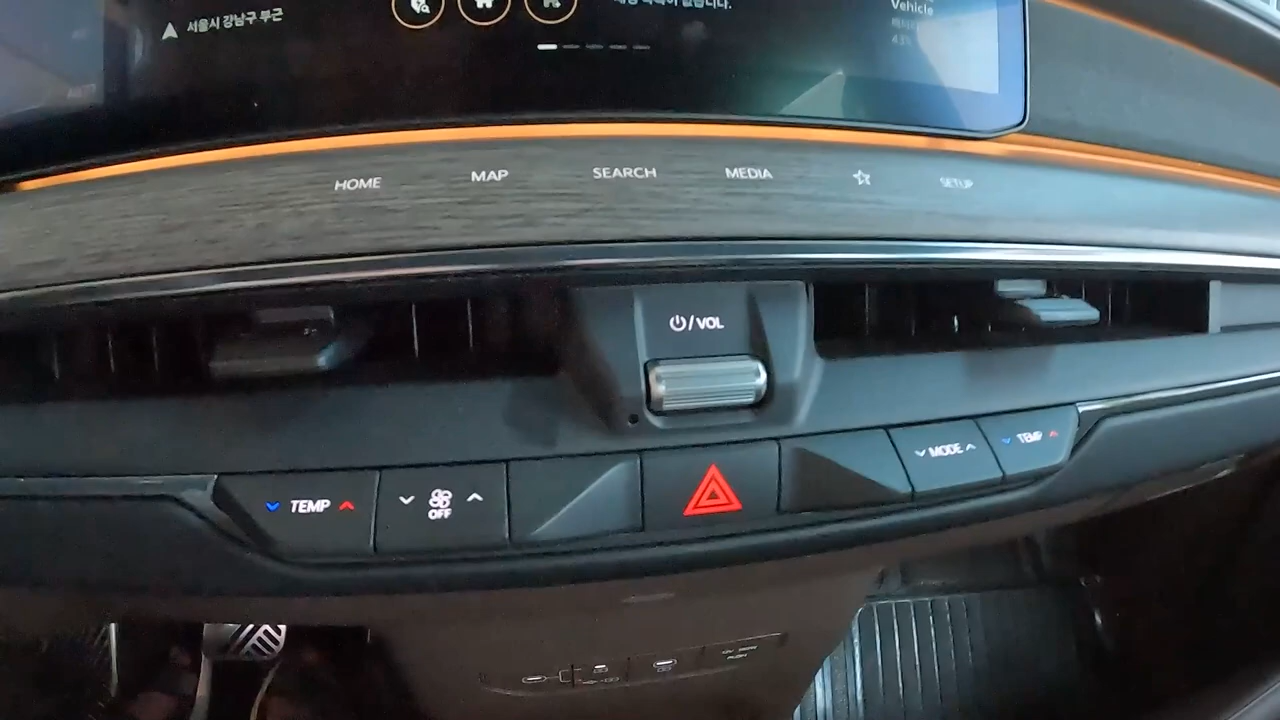 서울시 강남구 부근
Vehicle
HOME
MAP
SEARCH
MEDIA
SETUP
/VOL
TEMP
OFF
MODE
TEMP